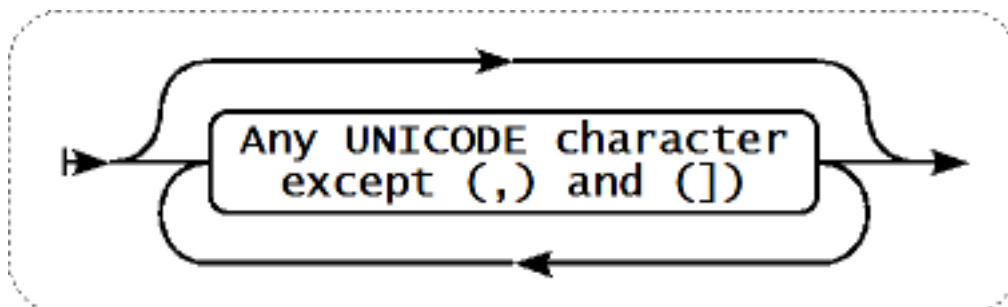 Any UNICODE character
except (,) and (])